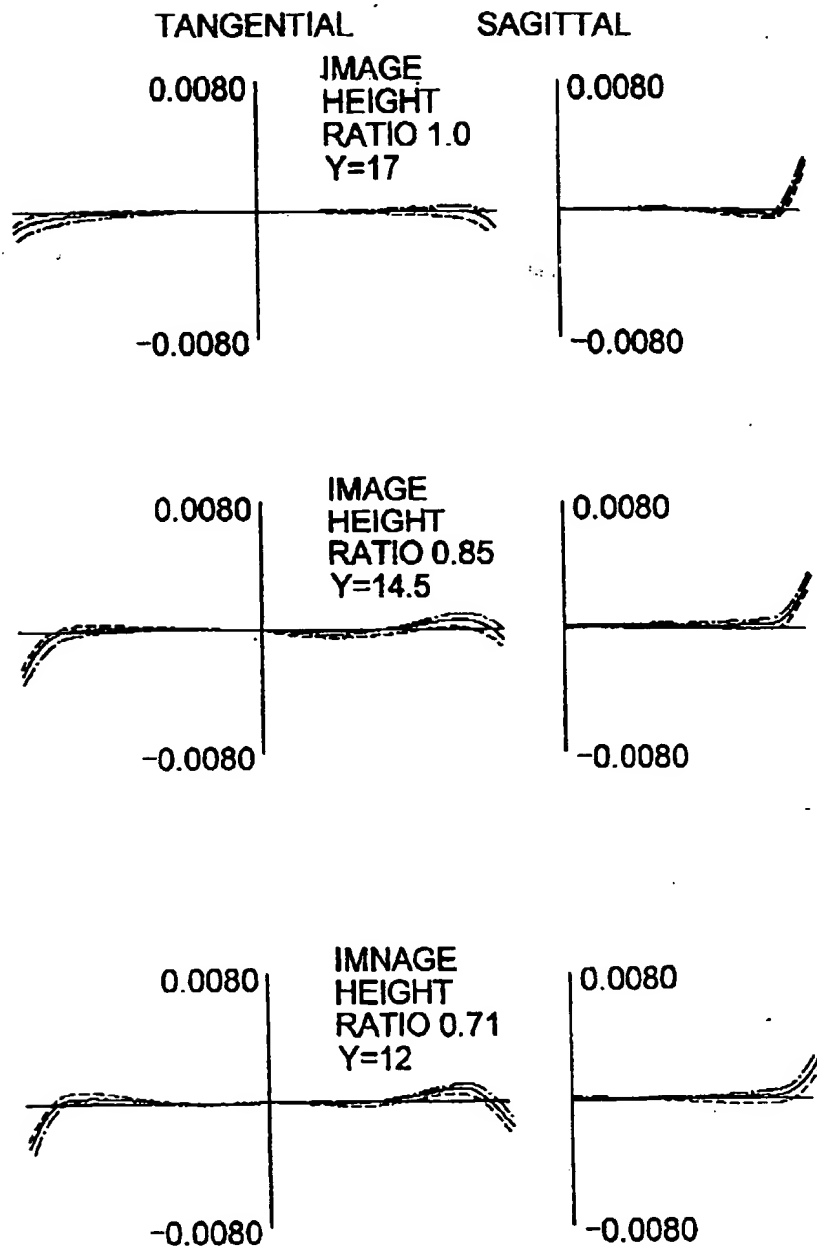 TANGENTIAL SAGITTAL
0.0080
IMAGE
HEIGHT
RATIO 1.0
Y=17
0.0080
-0.0080
-0.0080
0.0080
IMAGE
HEIGHT
RATIO 0.85
Y=14.5
0.0080
-0.0080
-0.0080
0.0080
IMNAGE
HEIGHT
RATIO 0.71
Y=12
0.0080
-0.0080
-0.0080